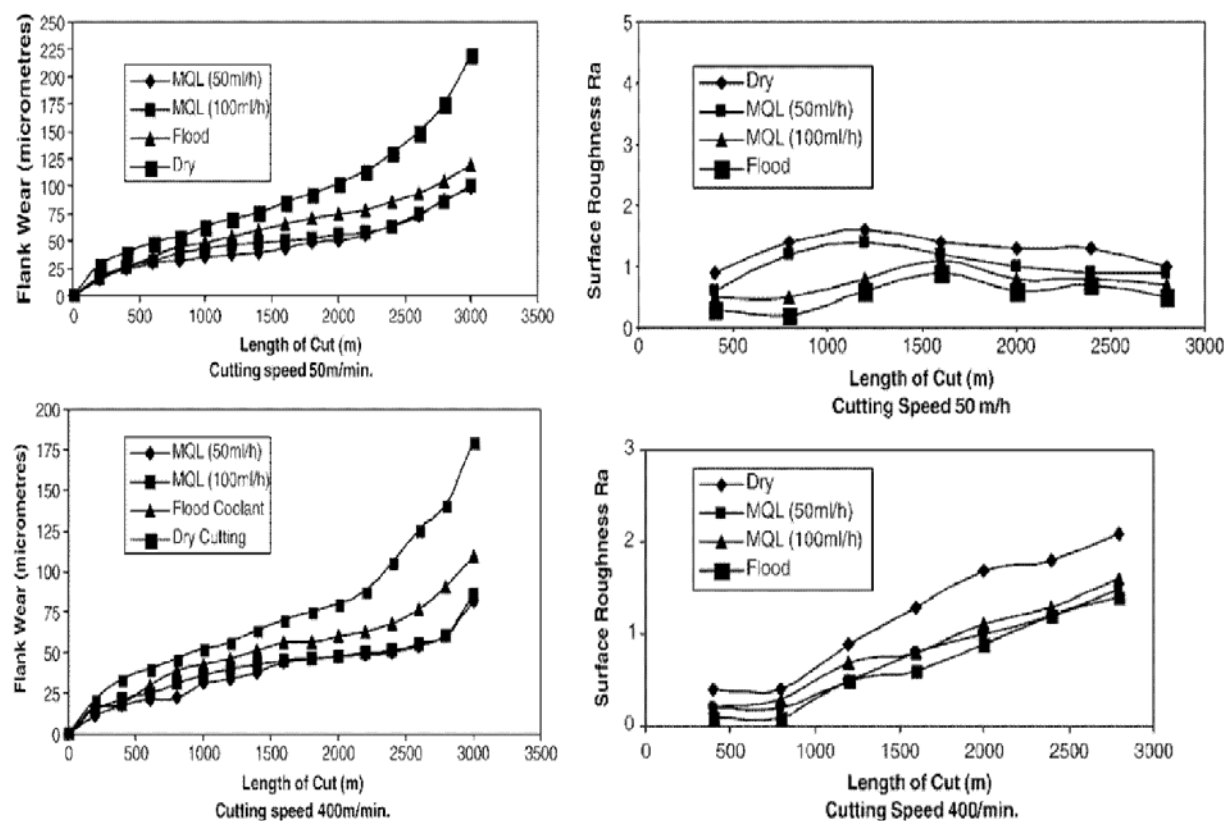 Flank Wear (micrometres)
250
225
200
175
150
125
100
75
50
25
0
MQL (50ml/h)
MQL (100ml/h)
Flood
Dry
0 500 1000 1500 2000 2500 3000 3500
Length of Cut (m)
Cutting speed 50m/min.
Surface Roughness Ra
5
4
3
2
1
0
Dry
MQL (50ml/h)
MQL (100ml/h)
Flood
0 500 1000 1500 2000 2500 3000
Length of Cut (m)
Cutting Speed 50 m/h
Flank Wear (micrometres)
200
175
150
125
100
75
50
25
0
MQL (50ml/h)
MQL (100ml/h)
Flood Coolant
Dry Cutting
0 500 1000 1500 2000 2500 3000 3500
Length of Cut (m)
Cutting speed 400m/min.
Surface Roughness Ra
3
2
1
0
Dry
MQL (50ml/h)
MQL (100ml/h)
Flood
0 500 1000 1500 2000 2500 3000
Length of Cut (m)
Cutting Speed 400/min.